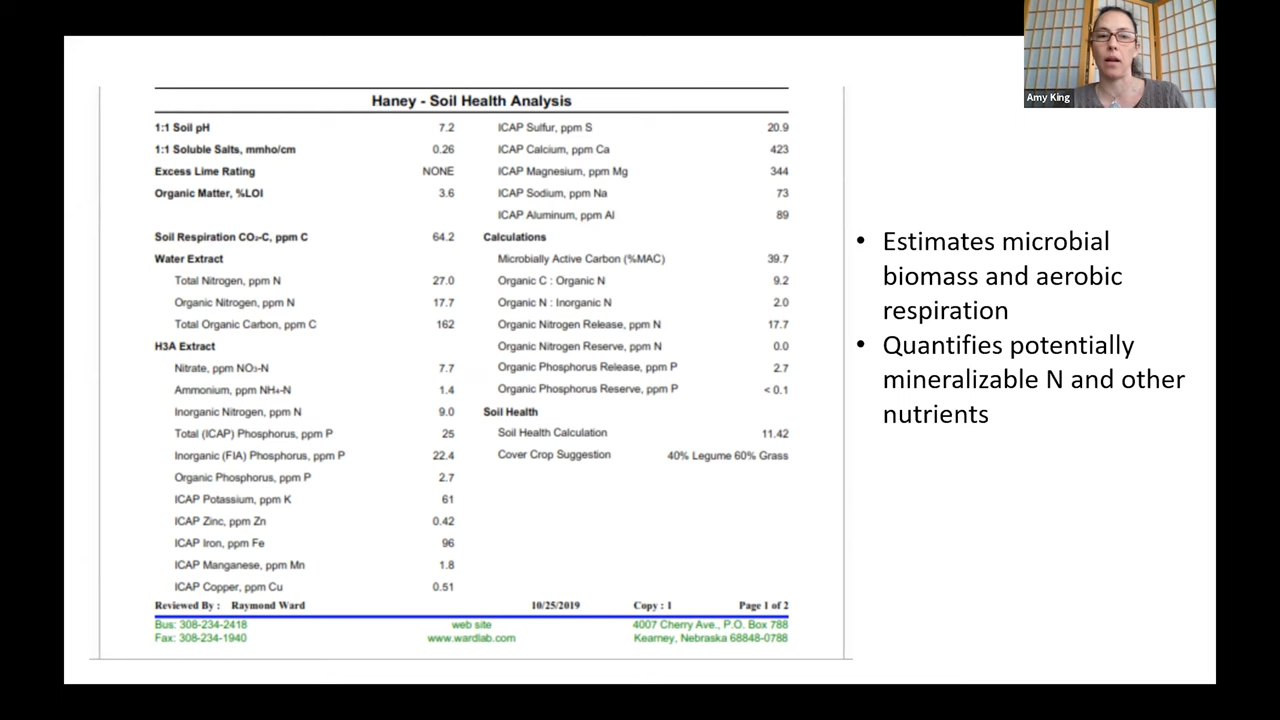 Amy King
Haney - Soil Health Analysis
1:1 Soil pH 7.2
1:1 Soluble Salts, mmho/cm 0.26
Excess Lime Rating NONE
Organic Matter, %LOI 3.6
Soil Respiration CO₂-C, ppm C 64.2
Water Extract
Total Nitrogen, ppm N 27.0
Organic Nitrogen, ppm N 17.7
Total Organic Carbon, ppm C 162
H3A Extract
Nitrate, ppm NO₃-N 7.7
Ammonium, ppm NH₄-N 1.4
Inorganic Nitrogen, ppm N 9.0
Total (ICAP) Phosphorus, ppm P 25
Inorganic (FIA) Phosphorus, ppm P 22.4
Organic Phosphorus, ppm P 2.7
ICAP Potassium, ppm K 61
ICAP Zinc, ppm Zn 0.42
ICAP Iron, ppm Fe 96
ICAP Manganese, ppm Mn 1.8
ICAP Copper, ppm Cu 0.51
ICAP Sulfur, ppm S 20.9
ICAP Calcium, ppm Ca 423
ICAP Magnesium, ppm Mg 344
ICAP Sodium, ppm Na 73
ICAP Aluminum, ppm Al 89
Calculations
Microbially Active Carbon (%MAC) 39.7
Organic C : Organic N 9.2
Organic N : Inorganic N 2.0
Organic Nitrogen Release, ppm N 17.7
Organic Nitrogen Reserve, ppm N 0.0
Organic Phosphorus Release, ppm P 2.7
Organic Phosphorus Reserve, ppm P < 0.1
Soil Health
Soil Health Calculation 11.42
Cover Crop Suggestion 40% Legume 60% Grass
Reviewed By : Raymond Ward 10/25/2019 Copy : 1 Page 1 of 2
Bus: 308-234-2418 web site 4007 Cherry Ave., P.O. Box 788
Fax: 308-234-1940 www.wardlab.com Kearney, Nebraska 68848-0788
• Estimates microbial
biomass and aerobic
respiration
• Quantifies potentially
mineralizable N and other
nutrients